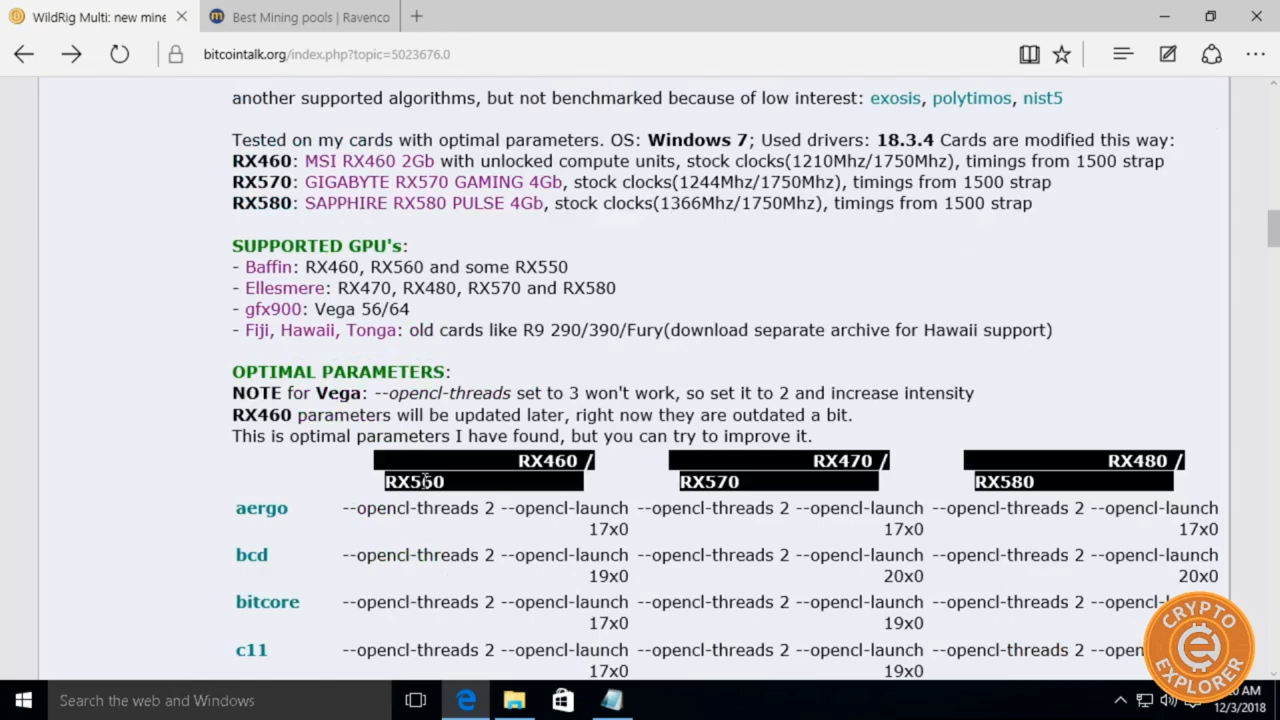 WildRig Multi: new mine
Best Mining pools | Ravenco
bitcointalk.org/index.php?topic=5023676.0
another supported algorithms, but not benchmarked because of low interest: exosis, polytimos, nist5
Tested on my cards with optimal parameters. OS: Windows 7; Used drivers: 18.3.4 Cards are modified this way:
RX460: MSI RX460 2Gb with unlocked compute units, stock clocks(1210Mhz/1750Mhz), timings from 1500 strap
RX570: GIGABYTE RX570 GAMING 4Gb, stock clocks(1244Mhz/1750Mhz), timings from 1500 strap
RX580: SAPPHIRE RX580 PULSE 4Gb, stock clocks(1366Mhz/1750Mhz), timings from 1500 strap
SUPPORTED GPU's:
- Baffin: RX460, RX560 and some RX550
- Ellesmere: RX470, RX480, RX570 and RX580
- gfx900: Vega 56/64
- Fiji, Hawaii, Tonga: old cards like R9 290/390/Fury(download separate archive for Hawaii support)
OPTIMAL PARAMETERS:
NOTE for Vega: --opencl-threads set to 3 won't work, so set it to 2 and increase intensity
RX460 parameters will be updated later, right now they are outdated a bit.
This is optimal parameters I have found, but you can try to improve it.
RX460 / RX470 / RX480 /
RX560 RX570 RX580
aergo --opencl-threads 2 --opencl-launch --opencl-threads 2 --opencl-launch --opencl-threads 2 --opencl-launch
17x0 17x0 17x0
bcd --opencl-threads 2 --opencl-launch --opencl-threads 2 --opencl-launch --opencl-threads 2 --opencl-launch
19x0 20x0 20x0
bitcore --opencl-threads 2 --opencl-launch --opencl-threads 2 --opencl-launch --opencl-threads 2 --opencl-
17x0 19x0
c11 --opencl-threads 2 --opencl-launch --opencl-threads 2 --opencl-launch --opencl-threads 2 --open
17x0 19x0
CRYPTO
EXPLORER
Search the web and Windows
AM
12/3/2018